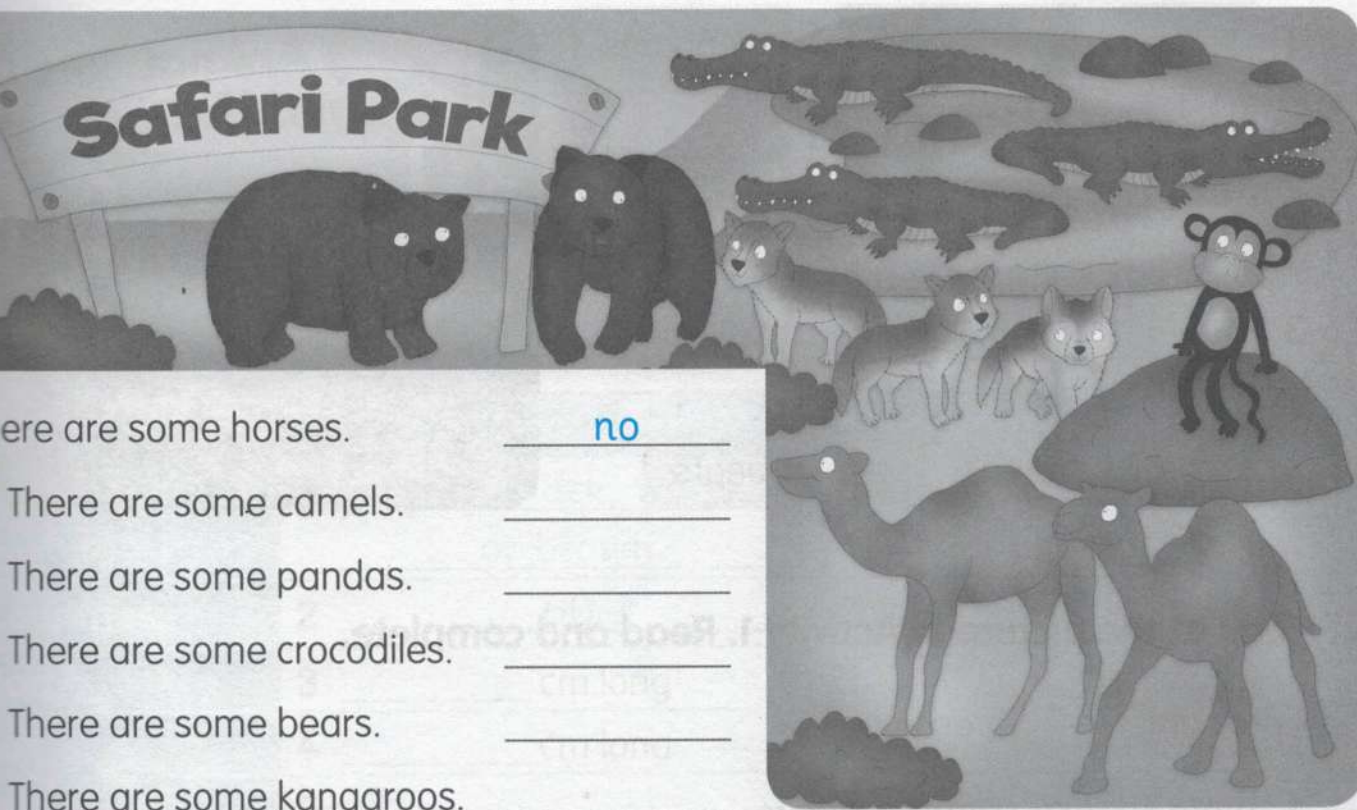 Safari Park
ere are some horses. no
There are some camels.
There are some pandas.
There are some crocodiles.
There are some bears.
There are some kangaroos.